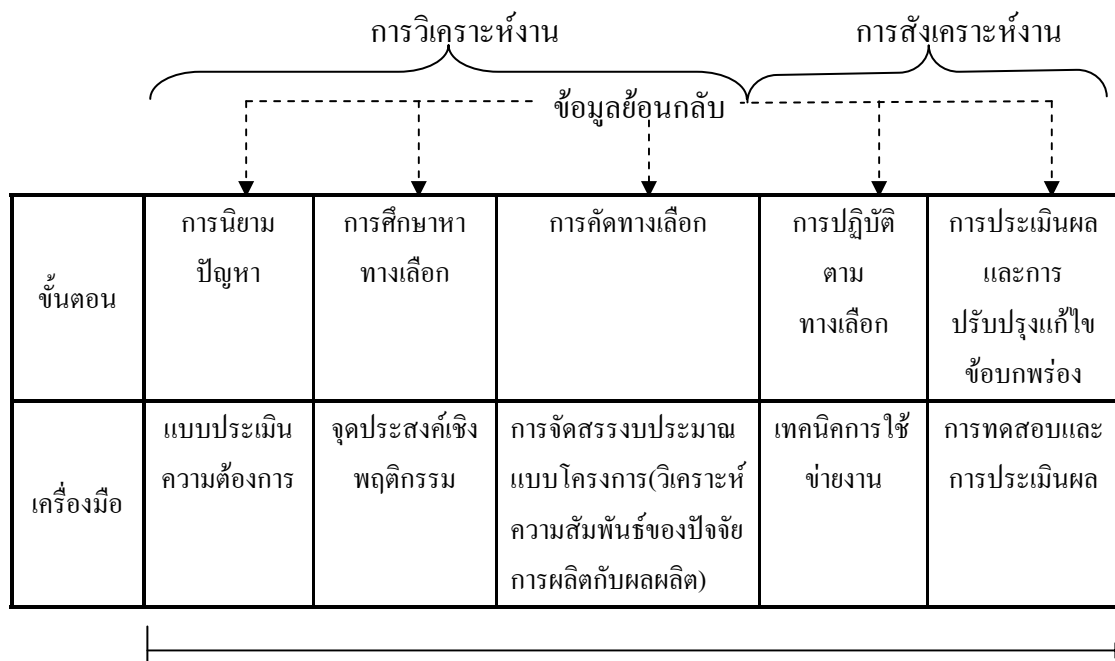 การวิเคราะห์งาน
การสังเคราะห์งาน
ข้อมูลย้อนกลับ
ขั้นตอน
การนิยาม
ปัญหา
การศึกษาหา
ทางเลือก
การคัดทางเลือก
การปฏิบัติ
ตาม
ทางเลือก
การประเมินผล
และการ
ปรับปรุงแก้ไข
ข้อบกพร่อง
เครื่องมือ
แบบประเมิน
ความต้องการ
จุดประสงค์เชิง
พฤติกรรม
การจัดสรรงบประมาณ
แบบโครงการ(วิเคราะห์
ความสัมพันธ์ของปัจจัย
การผลิตกับผลผลิต)
เทคนิคการใช้
ข่ายงาน
การทดสอบและ
การประเมินผล